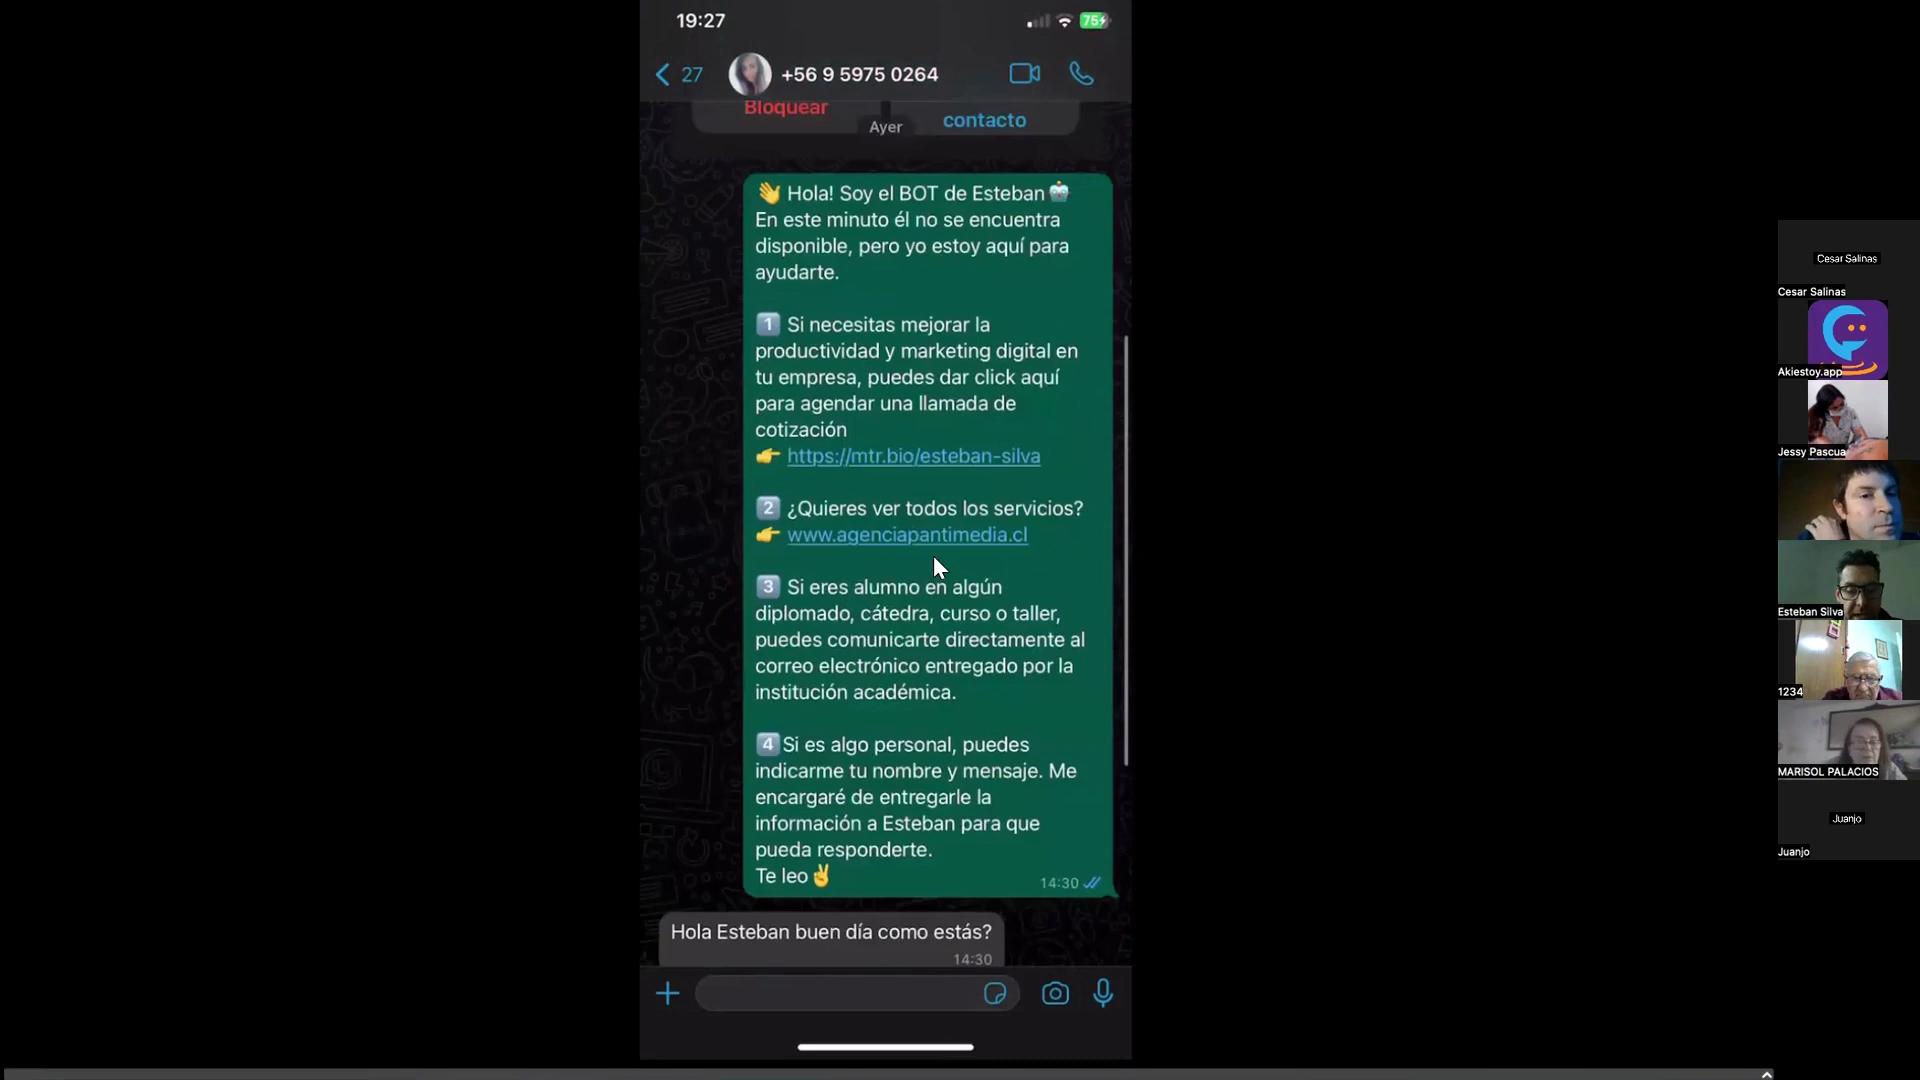 19:27
75
27
+56 9 5975 0264
Bloquear
contacto
Ayer
👋 Hola! Soy el BOT de Esteban🤖
En este minuto él no se encuentra
disponible, pero yo estoy aquí para
ayudarte.
1️⃣ Si necesitas mejorar la
productividad y marketing digital en
tu empresa, puedes dar click aquí
para agendar una llamada de
cotización
👉 https://mtr.bio/esteban-silva
2️⃣ ¿Quieres ver todos los servicios?
👉 www.agenciapantimedia.cl
3️⃣ Si eres alumno en algún
diplomado, cátedra, curso o taller,
puedes comunicarte directamente al
correo electrónico entregado por la
institución académica.
4️⃣Si es algo personal, puedes
indicarme tu nombre y mensaje. Me
encargaré de entregarle la
información a Esteban para que
pueda responderte.
Te leo✌️
14:30
Hola Esteban buen día como estás?
14:30
Cesar Salinas
Cesar Salinas
Akiestoy.app
Jessy Pascua
Esteban Silva
1234
MARISOL PALACIOS
Juanjo
Juanjo